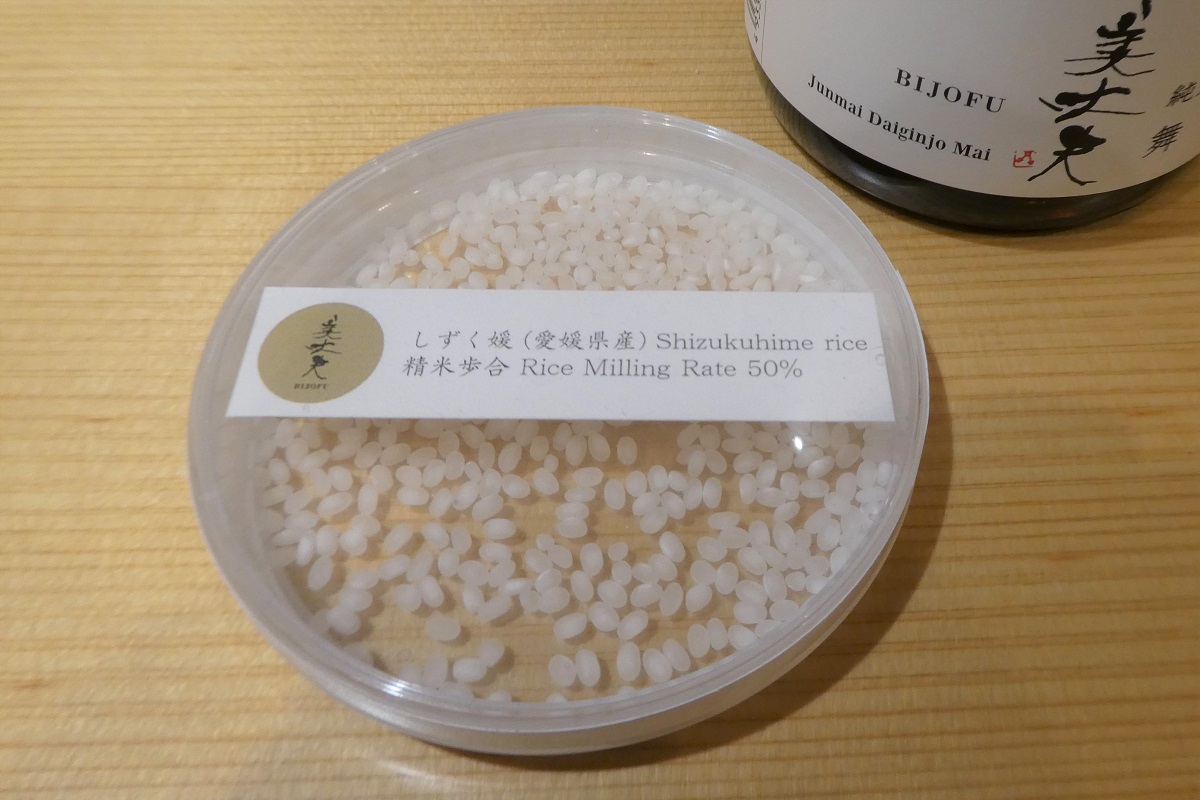 美丈夫
純
舞
BIJOFU
Junmai Daiginjo Mai
美丈夫
BIJOFU
しずく媛(愛媛県産) Shizukuhime rice
精米歩合 Rice Milling Rate 50%